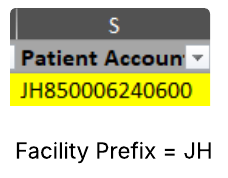 S
Patient Accoun
JH850006240600
Facility Prefix = JH